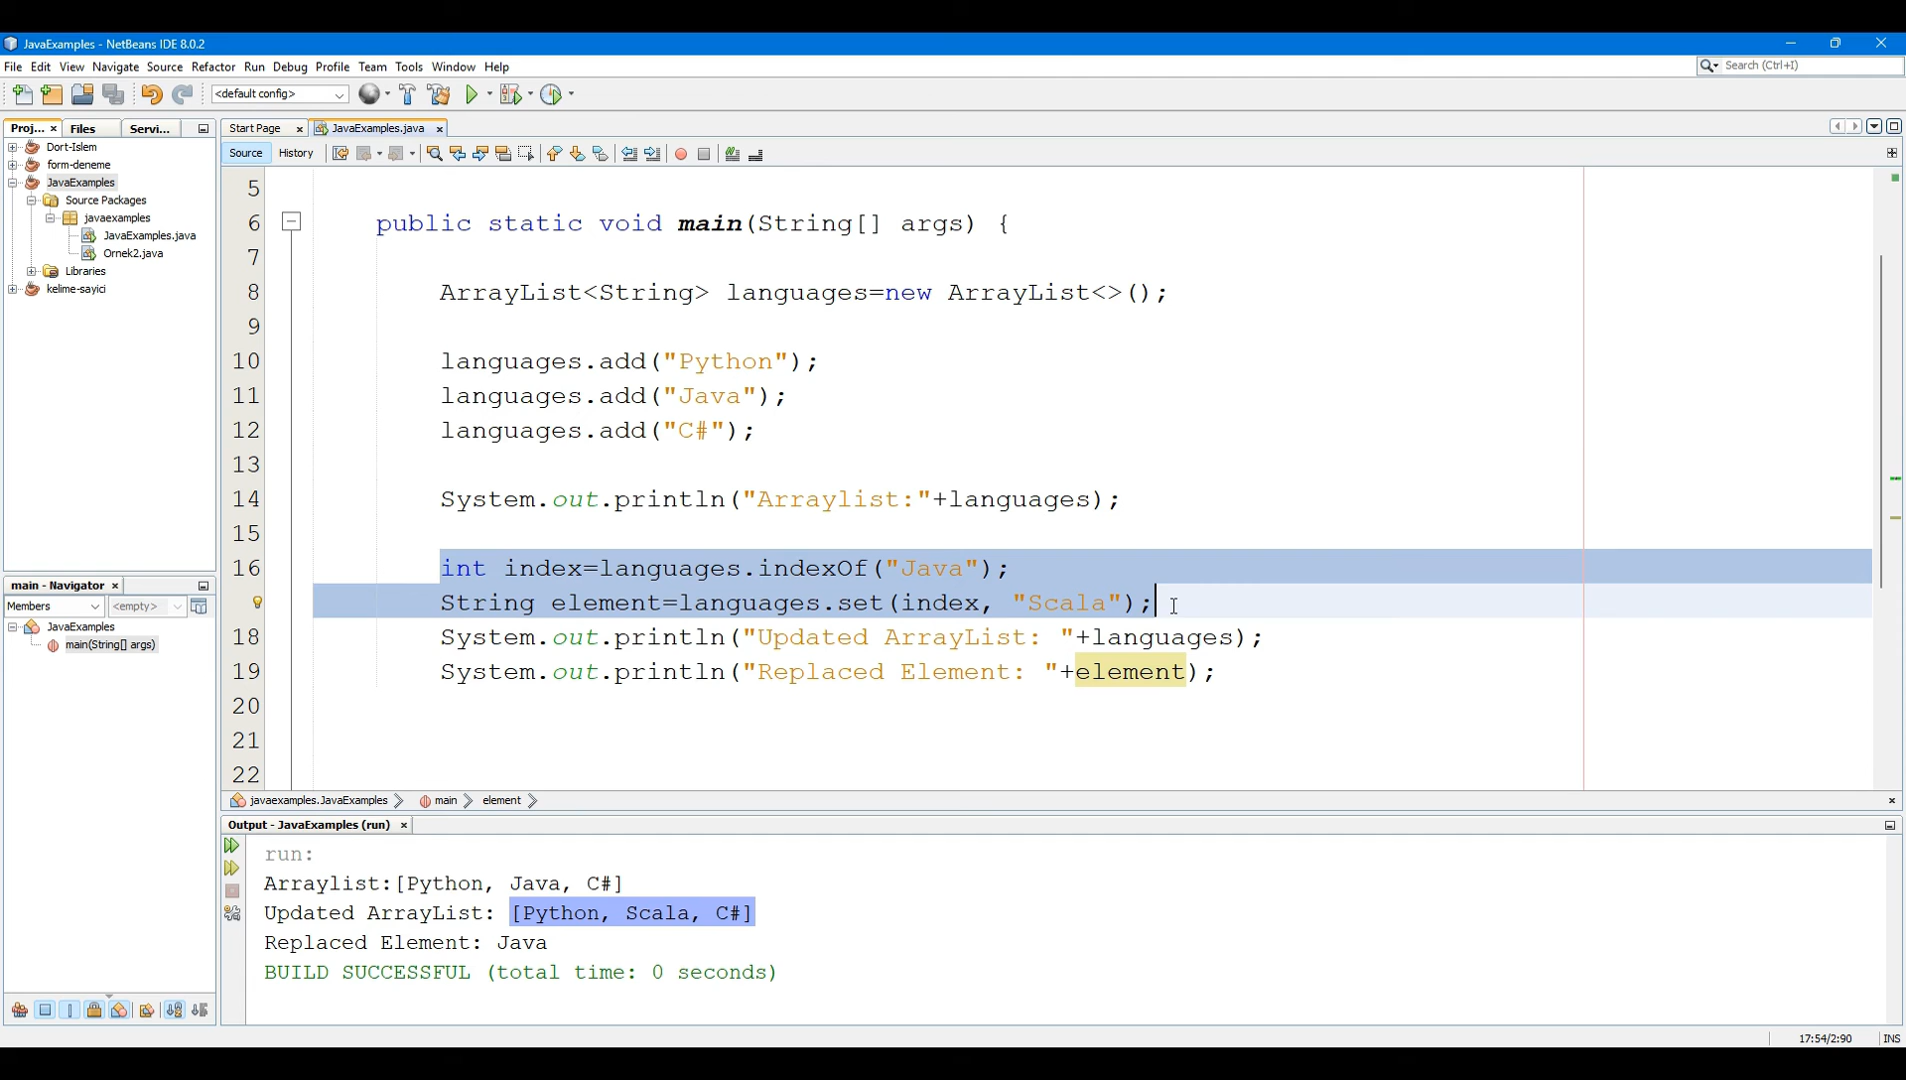 JavaExamples - NetBeans IDE 8.0.2
File Edit View Navigate Source Refactor Run Debug Profile Team Tools Window Help
Search (Ctrl+I)
<default config>
Proj... × Files Servi...
Start Page × JavaExamples.java ×
Source History
Dort-Islem
form-deneme
JavaExamples
Source Packages
javaexamples
JavaExamples.java
Ornek2.java
Libraries
kelime-sayici
main - Navigator ×
Members <empty>
JavaExamples
main(String[] args)
5
6 public static void main(String[] args) {
7
8 ArrayList<String> languages=new ArrayList<>();
9
10 languages.add("Python");
11 languages.add("Java");
12 languages.add("C#");
13
14 System.out.println("Arraylist:"+languages);
15
16 int index=languages.indexOf("Java");
String element=languages.set(index, "Scala");
18 System.out.println("Updated ArrayList: "+languages);
19 System.out.println("Replaced Element: "+element);
20
21
22
javaexamples.JavaExamples main element
Output - JavaExamples (run) ×
run:
Arraylist:[Python, Java, C#]
Updated ArrayList: [Python, Scala, C#]
Replaced Element: Java
BUILD SUCCESSFUL (total time: 0 seconds)
17:54/2:90 INS